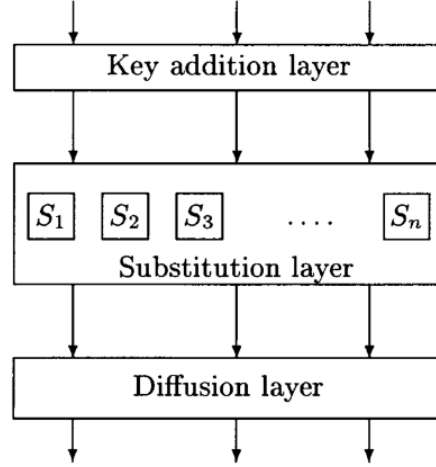 Key addition layer
S₁ S₂ S₃ .... Sₙ
Substitution layer
Diffusion layer